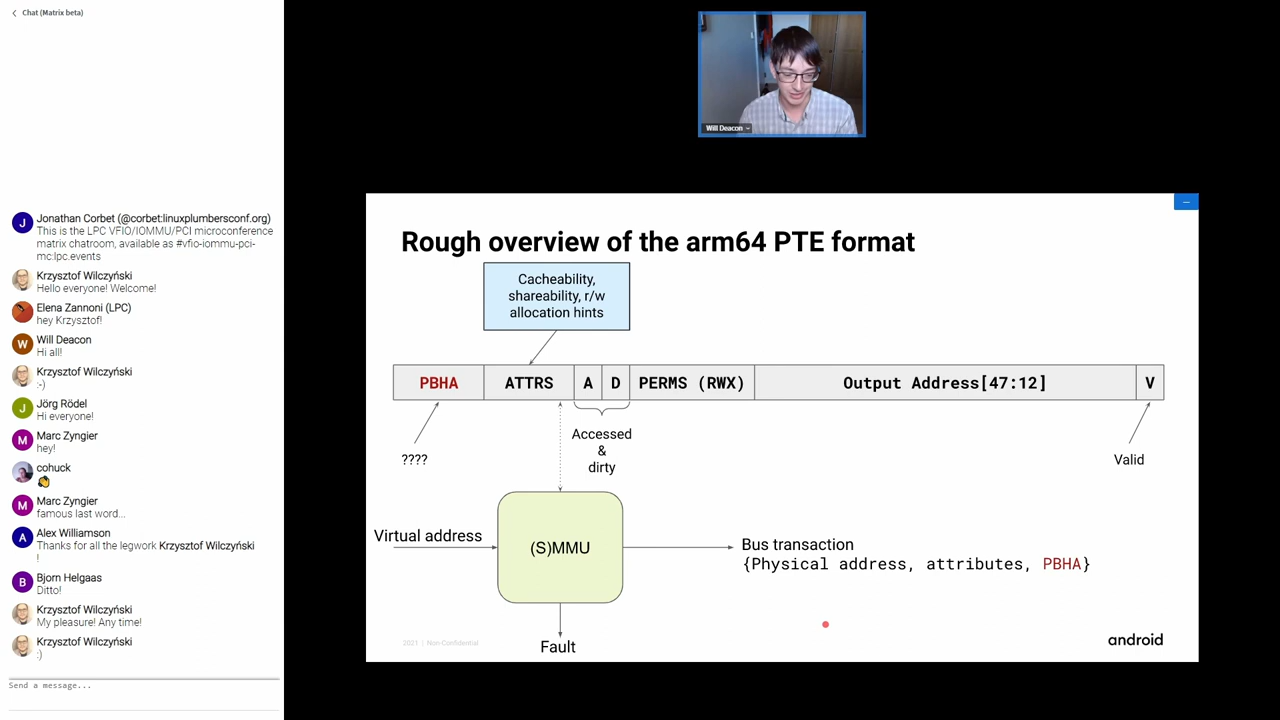 Chat (Matrix beta)
Jonathan Corbet (@corbet:linuxplumbersconf.org)
This is the LPC VFIO/IOMMU/PCI microconference
matrix chatroom, available as #vfio-iommu-pci-
mc:lpc.events
Krzysztof Wilczyński
Hello everyone! Welcome!
Elena Zannoni (LPC)
hey Krzysztof!
W
Will Deacon
Hi all!
Krzysztof Wilczyński
:-)
J
Jörg Rödel
Hi everyone!
M
Marc Zyngier
hey!
cohuck
M
Marc Zyngier
famous last word...
A
Alex Williamson
Thanks for all the legwork Krzysztof Wilczyński
!
B
Bjorn Helgaas
Ditto!
Krzysztof Wilczyński
My pleasure! Any time!
Krzysztof Wilczyński
:)
Send a message...
J
Will Deacon
Rough overview of the arm64 PTE format
Cacheability,
shareability, r/w
allocation hints
PBHA ATTRS A D PERMS (RWX) Output Address[47:12] V
????
Accessed
&
dirty
Valid
Virtual address
(S)MMU
Bus transaction
{Physical address, attributes, PBHA}
Fault
2021 | Non-Confidential
android